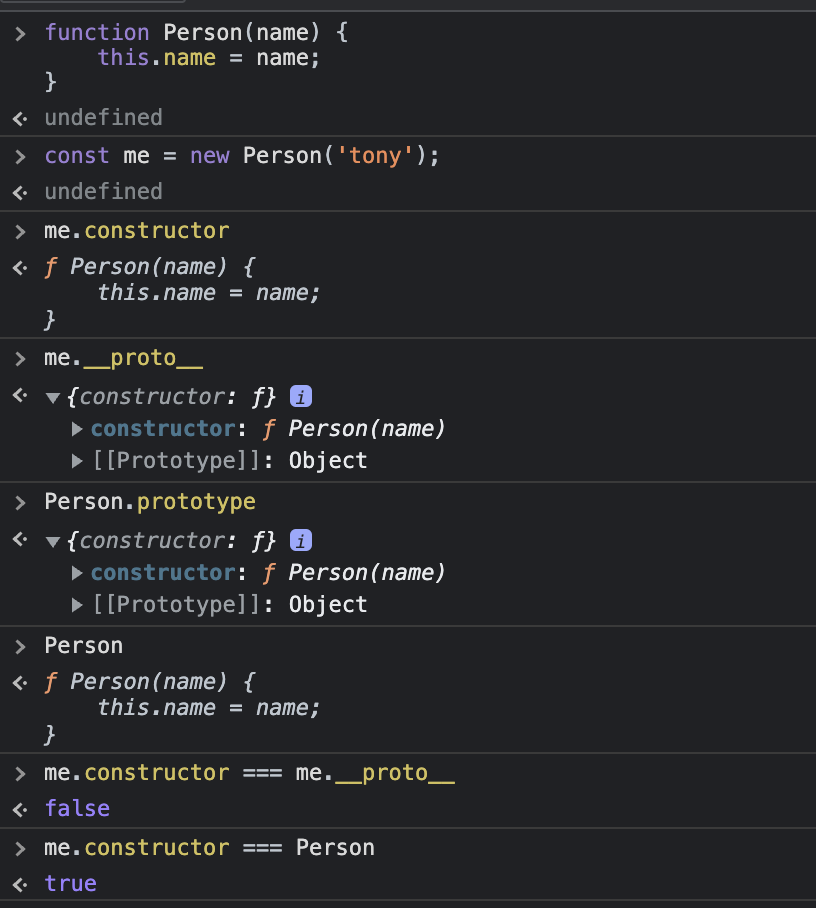 > function Person(name) {
    this.name = name;
}
<· undefined
> const me = new Person('tony');
<· undefined
> me.constructor
<· ƒ Person(name) {
    this.name = name;
}
> me.__proto__
<· ▼{constructor: ƒ} i
▶constructor: ƒ Person(name)
▶[[Prototype]]: Object
> Person.prototype
<· ▼{constructor: ƒ} i
▶constructor: ƒ Person(name)
▶[[Prototype]]: Object
> Person
<· ƒ Person(name) {
    this.name = name;
}
> me.constructor === me.__proto__
<· false
> me.constructor === Person
<· true